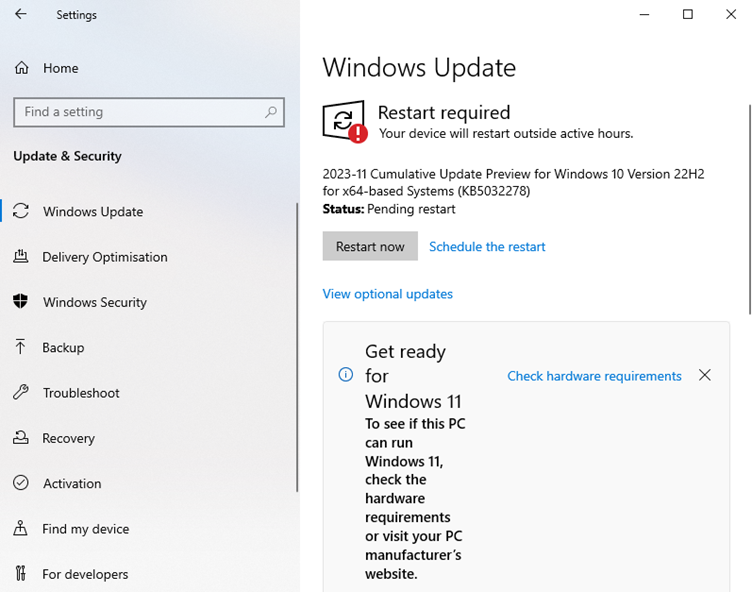 Settings
Home
Find a setting
Update & Security
Windows Update
Delivery Optimisation
Windows Security
Backup
Troubleshoot
Recovery
Activation
Find my device
For developers
Windows Update
Restart required
Your device will restart outside active hours.
2023-11 Cumulative Update Preview for Windows 10 Version 22H2
for x64-based Systems (KB5032278)
Status: Pending restart
Restart now
Schedule the restart
View optional updates
Get ready
for
Windows 11
To see if this PC
can run
Windows 11,
check the
hardware
requirements
or visit your PC
manufacturer’s
website.
Check hardware requirements